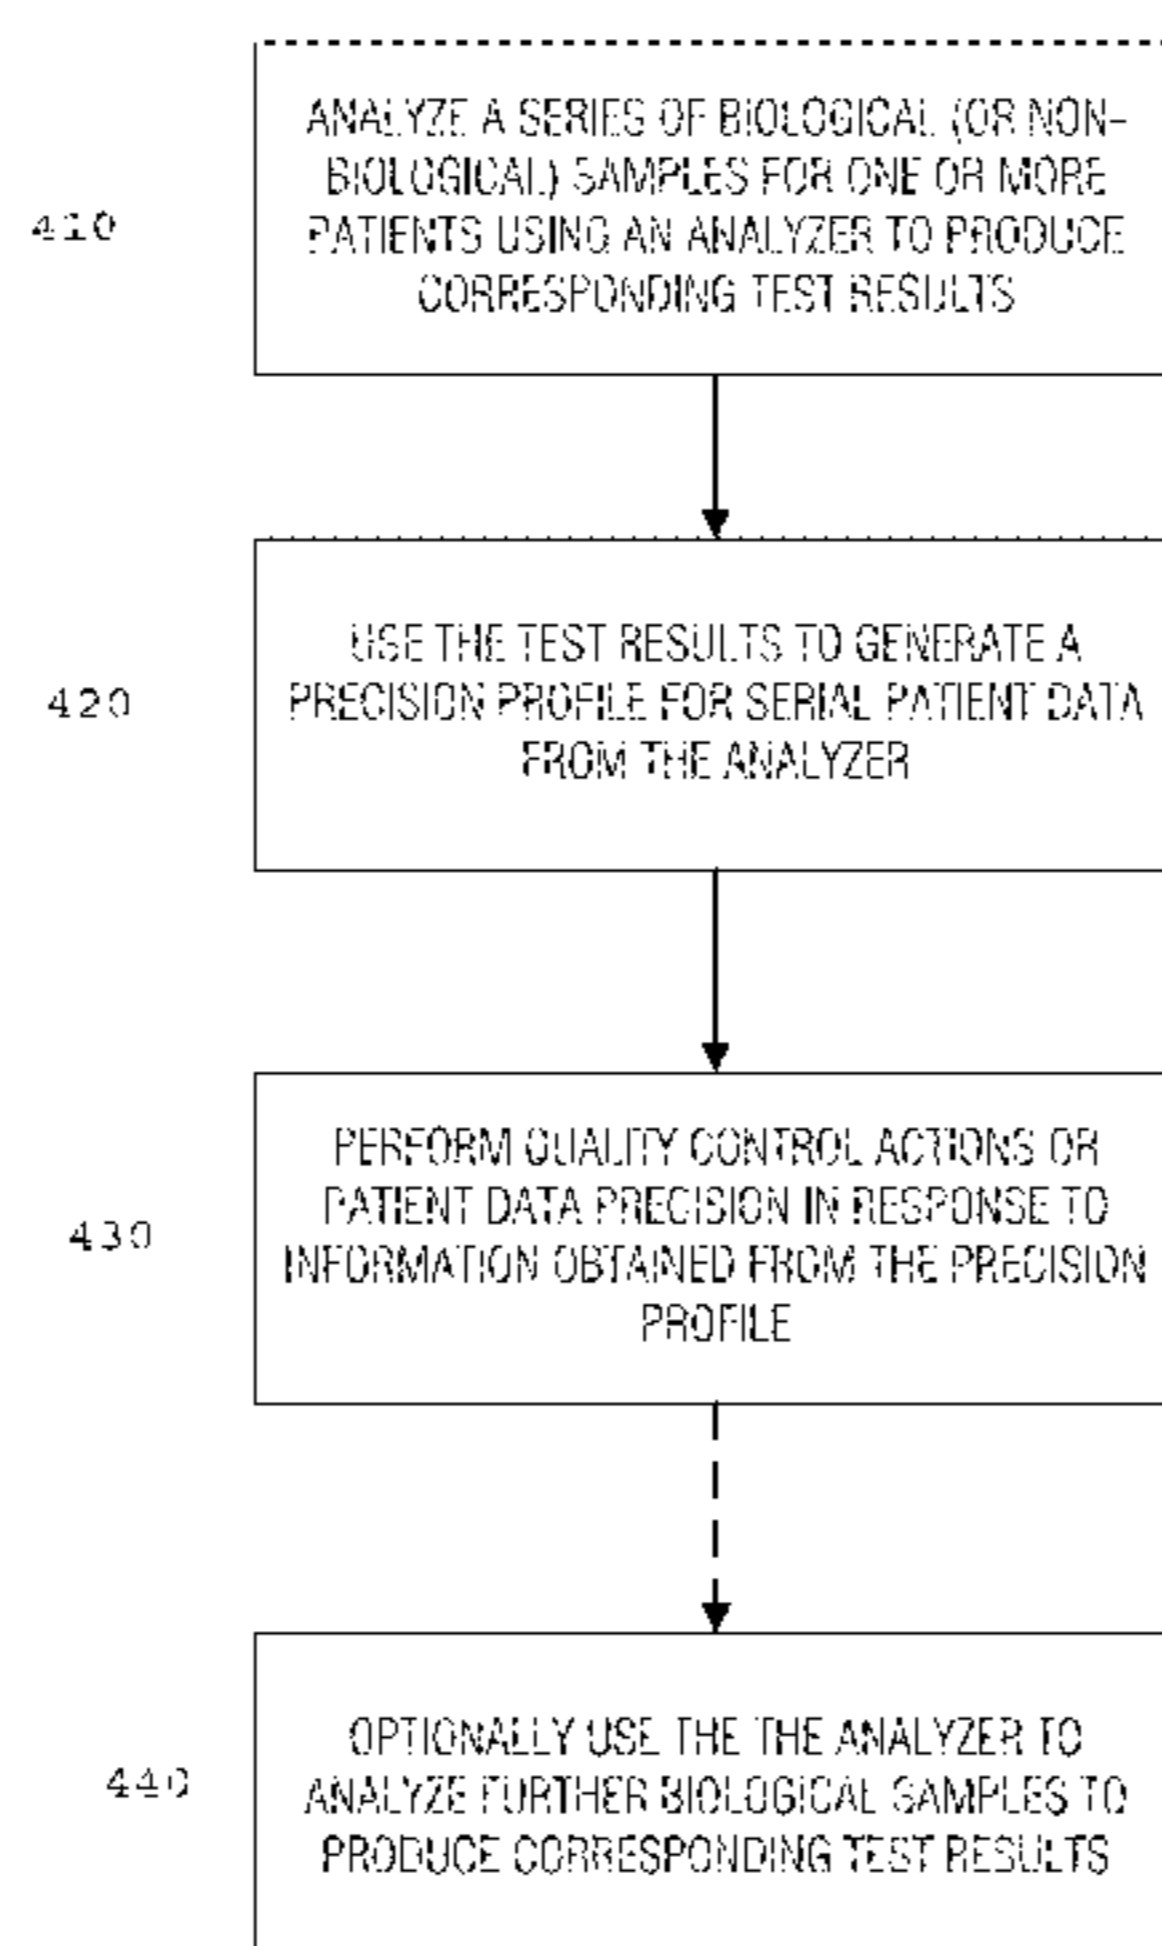 ANALYZE A SERIES OF BIOLOGICAL (OR NON-
BIOLOGICAL) SAMPLES FOR ONE OR MORE
410
PATIENTS USING AN ANALYZER TO PRODUCE
CORRESPONDING TEST RESULTS
USE THE TEST RESULTS TO GENERATE A
420
PRECISION PROFILE FOR SERIAL PATIENT DATA
FROM THE ANALYZER
PERFORM QUALITY CONTROL ACTIONS OR
PATIENT DATA PRECISION IN RESPONSE TO
430
INFORMATION OBTAINED FROM THE PRECISION
PROFILE
OPTIONALLY USE THE THE ANALYZER TO
440
ANALYZE FURTHER BIOLOGICAL SAMPLES TO
PRODUCE CORRESPONDING TEST RESULTS